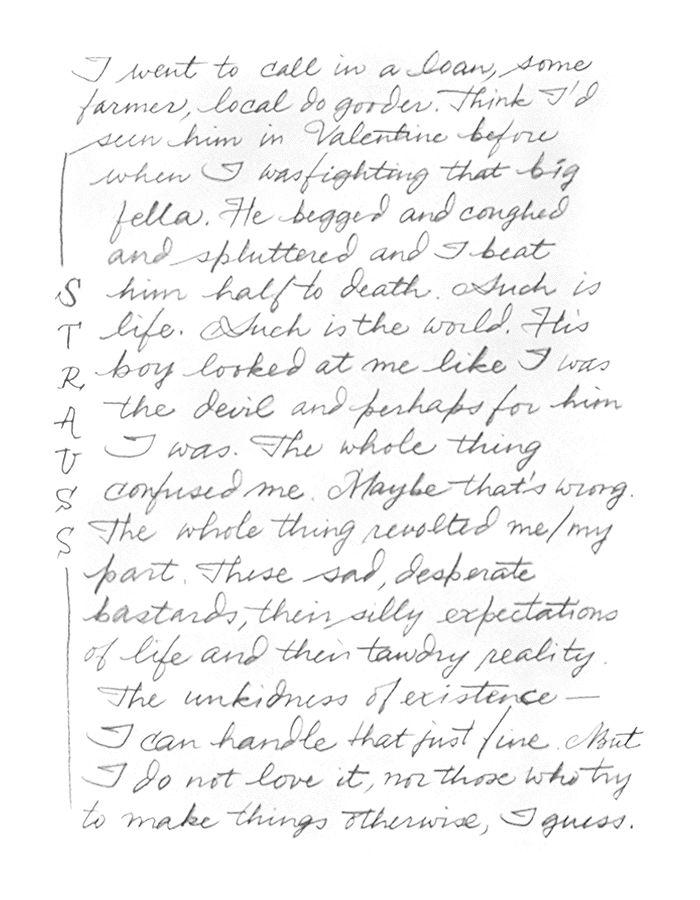 I went to call in a loan, some
farmer, local do gooder. Think I'd
seen him in Valentine before
when I was fighting that big
fella. He begged and coughed
and spluttered and I beat
him half to death. Such is
life. Such is the world. His
boy looked at me like I was
the devil and perhaps for him
I was. The whole thing
confused me. Maybe that's wrong.
The whole thing revolted me/my
part. These sad, desperate
bastards, their silly expectations
of life and their tawdry reality.
The unkidness of existence —
I can handle that just fine. But
I do not love it, nor those who try
to make things otherwise, I guess.
STRAUSS